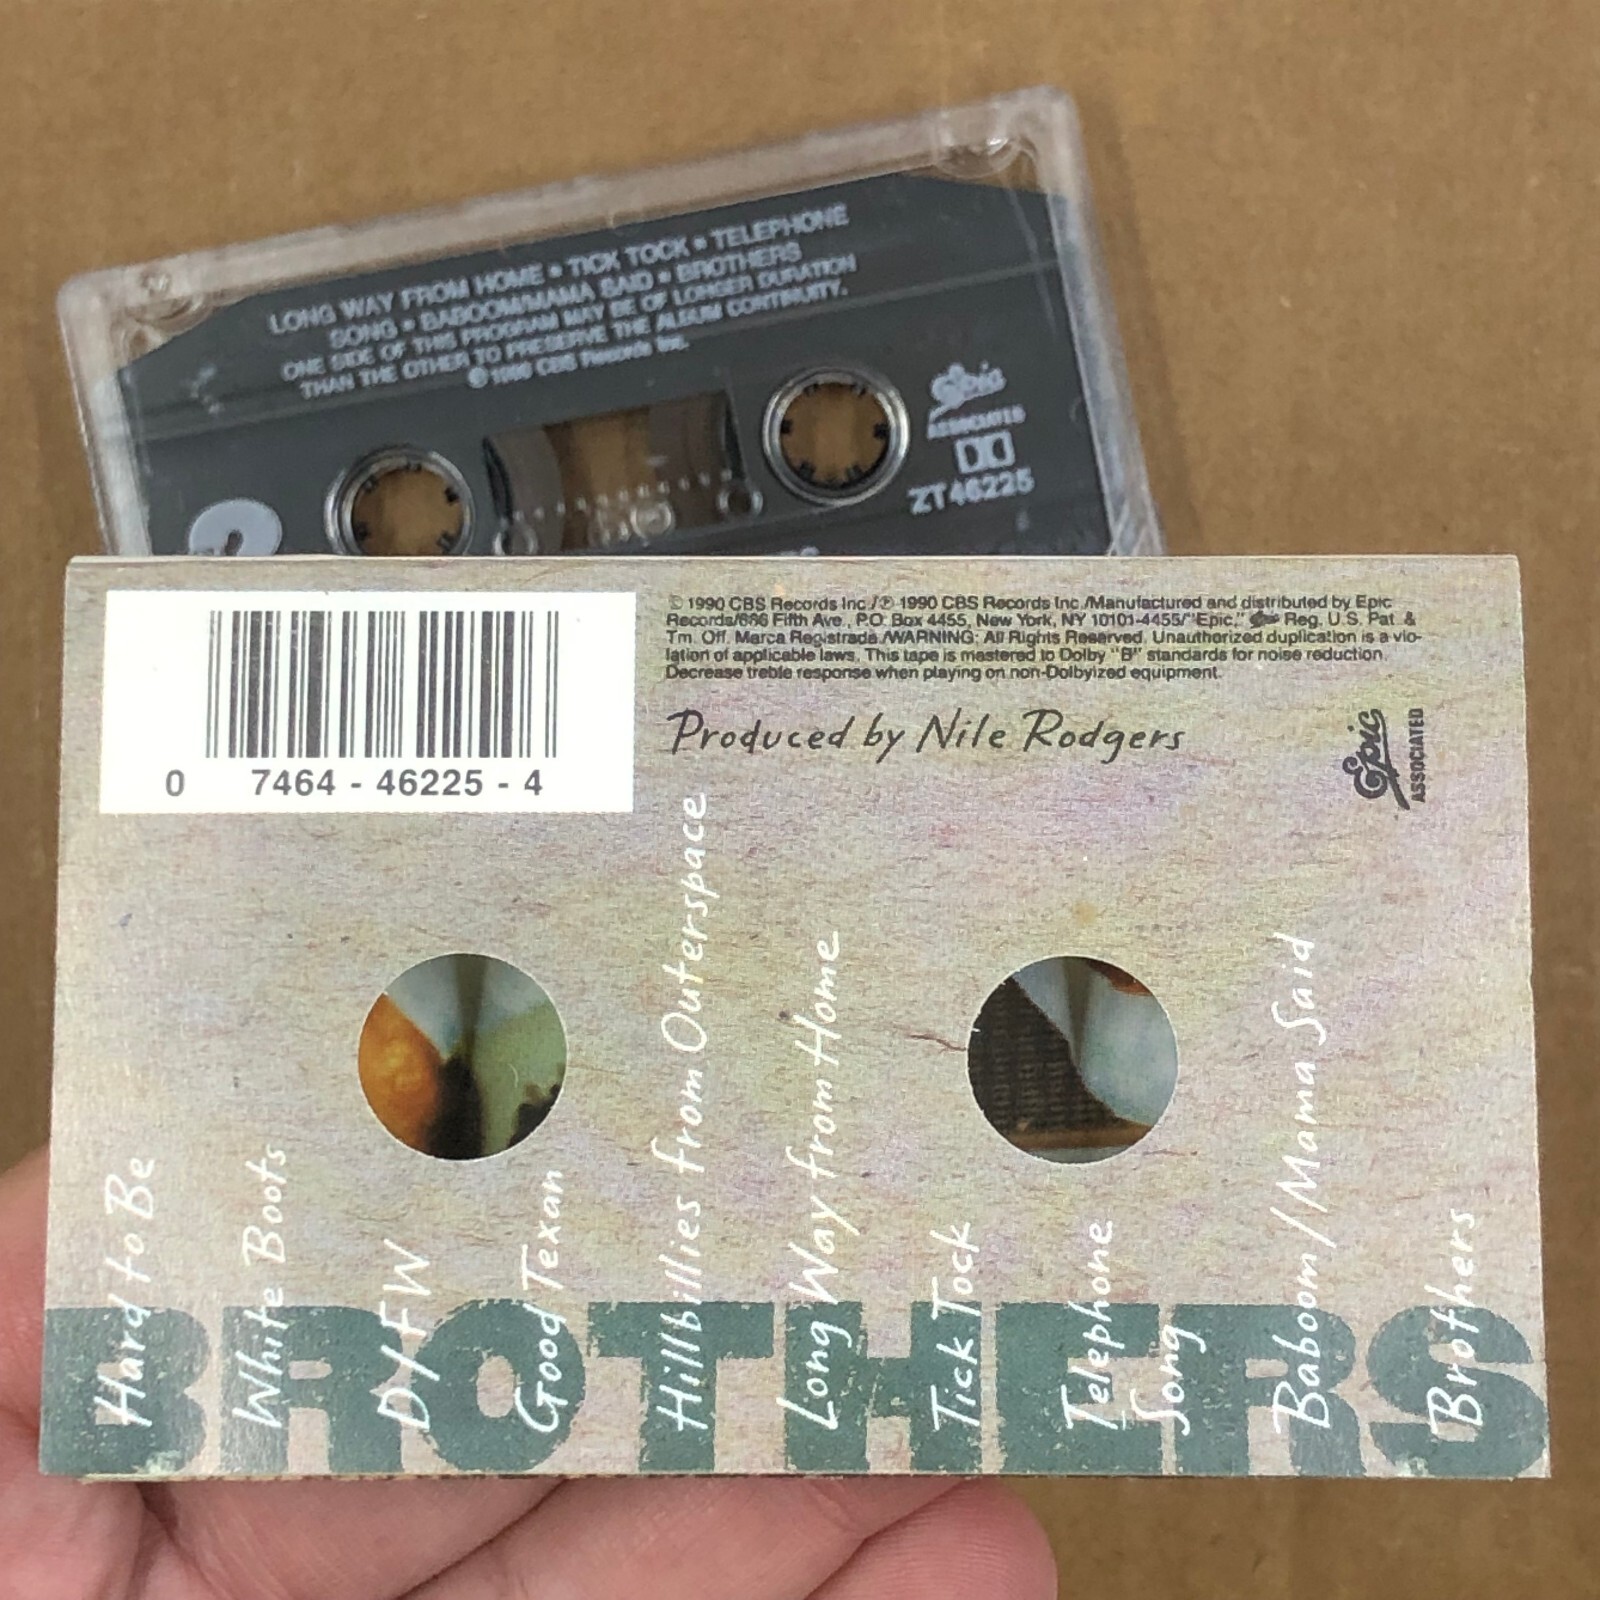 LONG WAY FROM HOME • TICK TOCK • TELEPHONE
SONG • BABOOM/MAMA SAID • BROTHERS
ONE SIDE OF THIS PROGRAM MAY BE OF LONGER DURATION
THAN THE OTHER TO PRESERVE THE ALBUM CONTINUITY.
℗ 1990 CBS Records Inc.
Epic
ASSOCIATED
ZT 46225
0 7464 - 46225 - 4
© 1990 CBS Records Inc./℗ 1990 CBS Records Inc./Manufactured and distributed by Epic
Records/666 Fifth Ave., P.O. Box 4455, New York, NY 10101-4455/"Epic," Reg. U.S. Pat. &
Tm. Off. Marca Registrada./WARNING: All Rights Reserved. Unauthorized duplication is a vio-
lation of applicable laws. This tape is mastered to Dolby "B" standards for noise reduction.
Decrease treble response when playing on non-Dolbyized equipment.
Produced by Nile Rodgers
Epic
ASSOCIATED
Hard to Be
White Boots
D/FW
Good Texan
Hillbillies from Outerspace
Long Way from Home
Tick Tock
Telephone
Song
Baboom/Mama Said
Brothers
BROTHERS